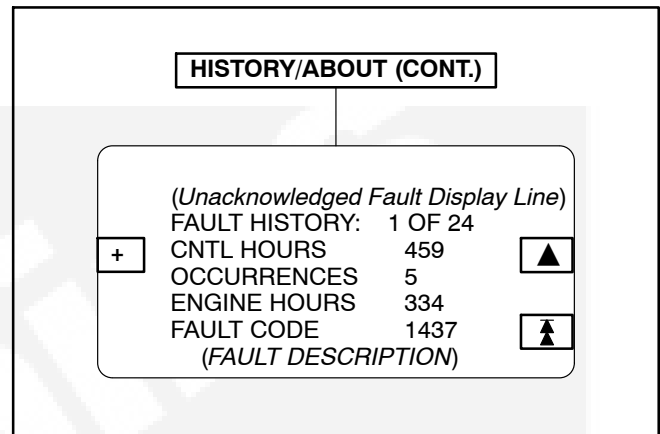 HISTORY/ABOUT (CONT.)
(Unacknowledged Fault Display Line)
FAULT HISTORY: 1 OF 24
+ CNTL HOURS 459 ▲
OCCURRENCES 5
ENGINE HOURS 334
FAULT CODE 1437
(FAULT DESCRIPTION)